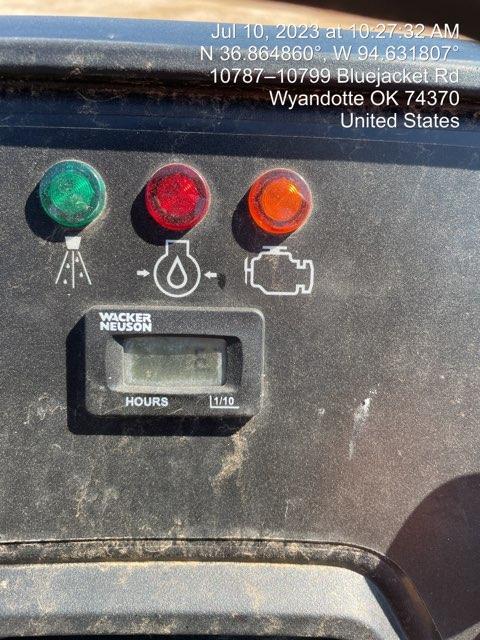 Jul 10, 2023 at 10:27:32 AM
N 36.864860°, W 94.631807°
10787–10799 Bluejacket Rd
Wyandotte OK 74370
United States
WACKER
NEUSON
HOURS 1/10